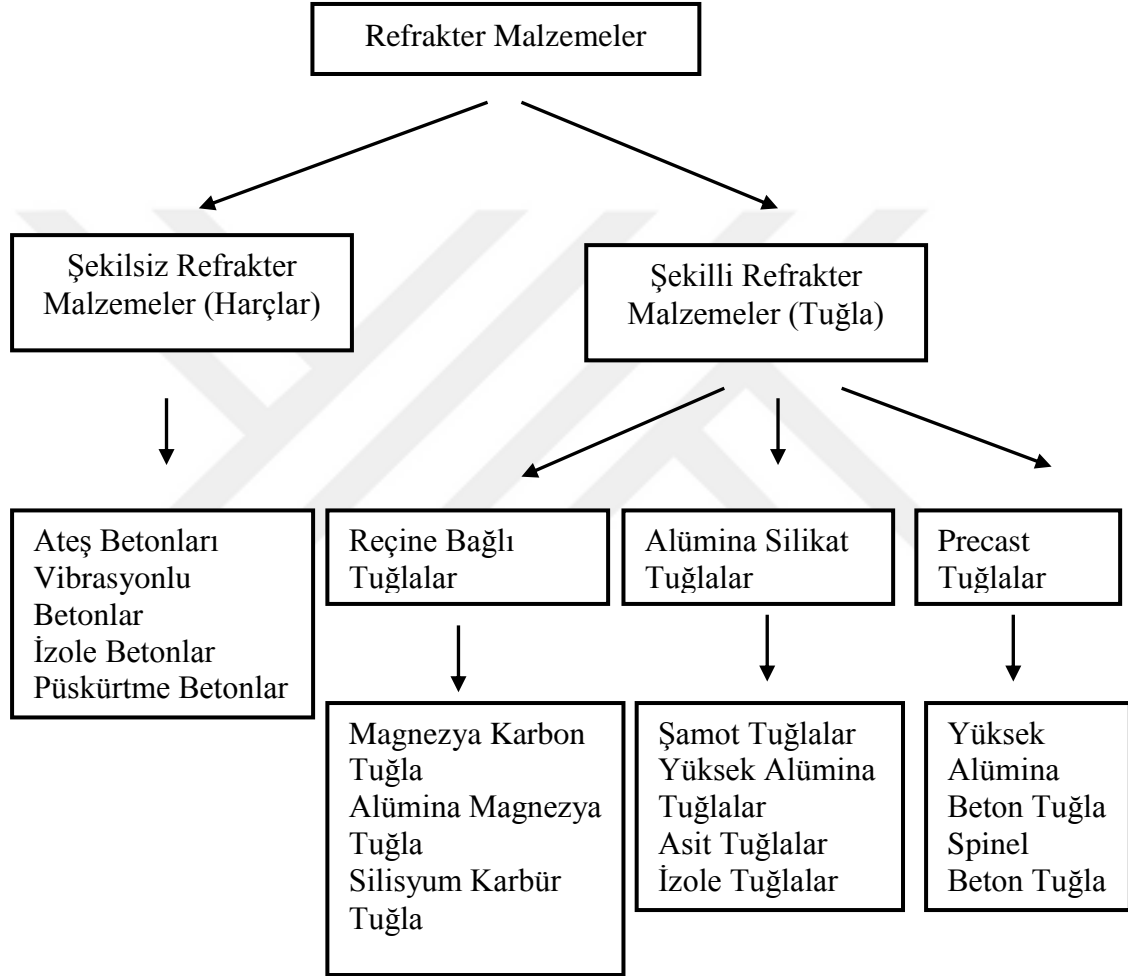 Refrakter Malzemeler
Şekilsiz Refrakter
Malzemeler (Harçlar)
Şekilli Refrakter
Malzemeler (Tuğla)
Ateş Betonları
Vibrasyonlu
Betonlar
İzole Betonlar
Püskürtme Betonlar
Reçine Bağlı
Tuğlalar
Alümina Silikat
Tuğlalar
Precast
Tuğlalar
Magnezya Karbon
Tuğla
Alümina Magnezya
Tuğla
Silisyum Karbür
Tuğla
Şamot Tuğlalar
Yüksek Alümina
Tuğlalar
Asit Tuğlalar
İzole Tuğlalar
Yüksek
Alümina
Beton Tuğla
Spinel
Beton Tuğla